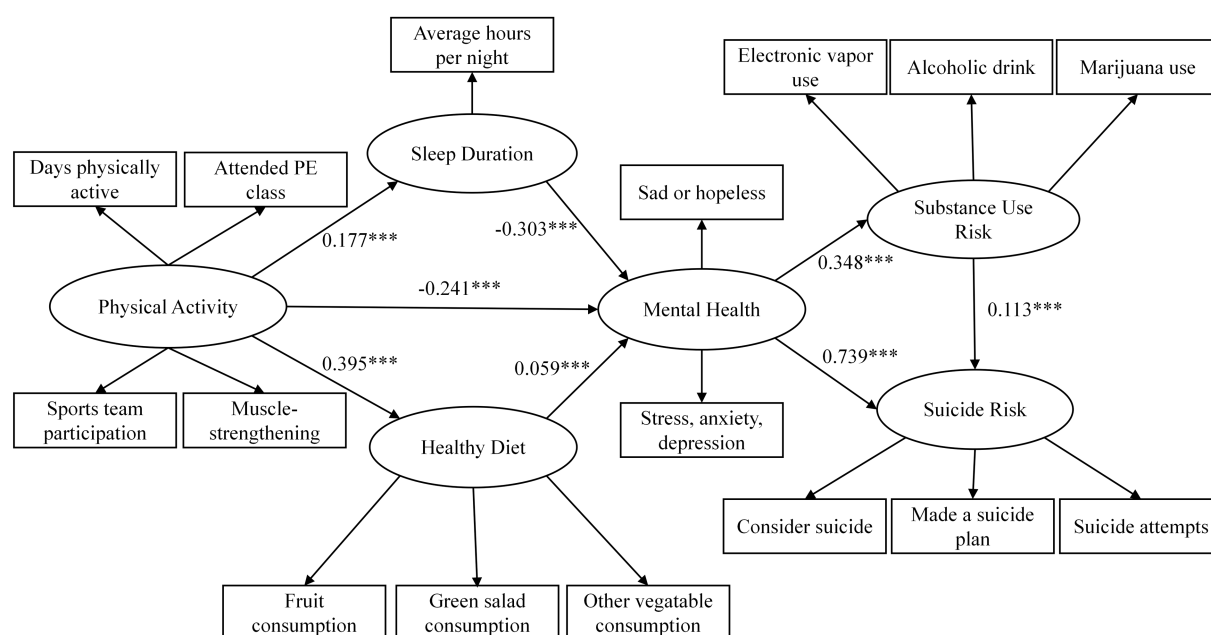 Average hours
per night
Electronic vapor
use
Alcoholic drink
Marijuana use
Sleep Duration
Days physically
active
Attended PE
class
Sad or hopeless
Substance Use
Risk
0.177***
-0.303***
0.348***
Physical Activity
-0.241***
Mental Health
0.113***
0.395***
0.059***
0.739***
Sports team
participation
Muscle-
strengthening
Healthy Diet
Stress, anxiety,
depression
Suicide Risk
Consider suicide
Made a suicide
plan
Suicide attempts
Fruit
consumption
Green salad
consumption
Other vegatable
consumption